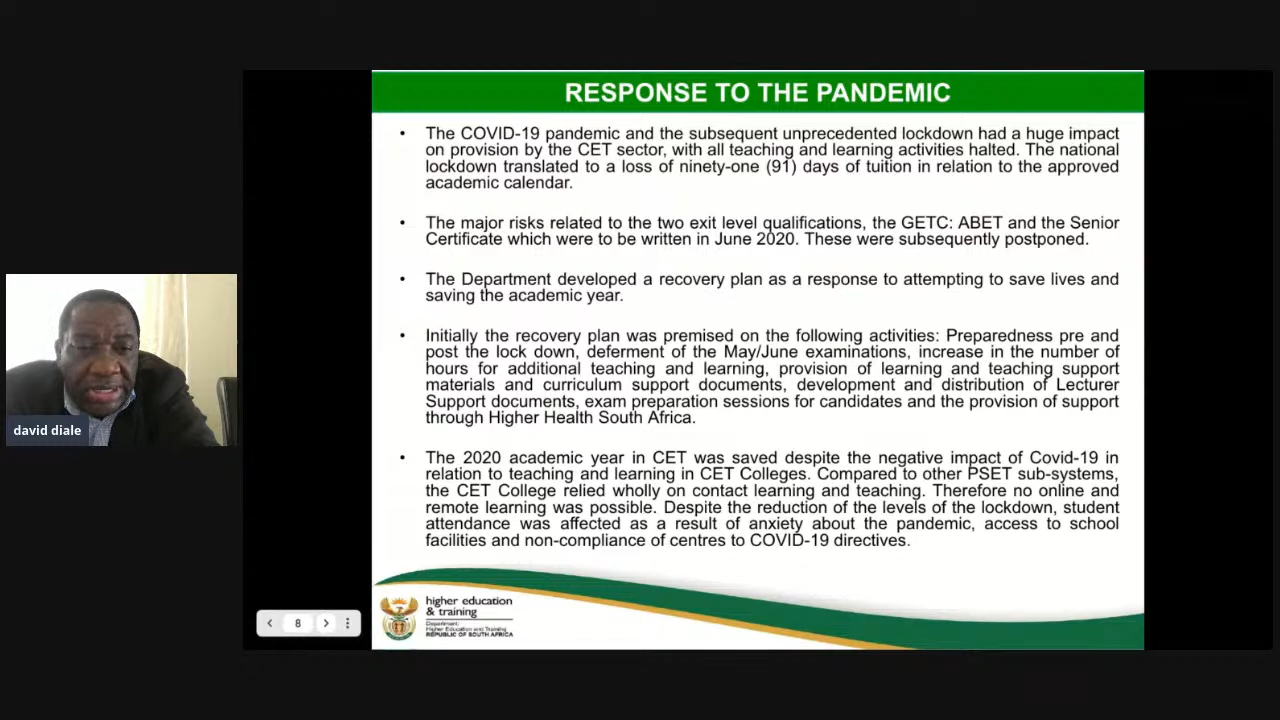 RESPONSE TO THE PANDEMIC
• The COVID-19 pandemic and the subsequent unprecedented lockdown had a huge impact
on provision by the CET sector, with all teaching and learning activities halted. The national
lockdown translated to a loss of ninety-one (91) days of tuition in relation to the approved
academic calendar.
• The major risks related to the two exit level qualifications, the GETC: ABET and the Senior
Certificate which were to be written in June 2020. These were subsequently postponed.
• The Department developed a recovery plan as a response to attempting to save lives and
saving the academic year.
• Initially the recovery plan was premised on the following activities: Preparedness pre and
post the lock down, deferment of the May/June examinations, increase in the number of
hours for additional teaching and learning, provision of learning and teaching support
materials and curriculum support documents, development and distribution of Lecturer
Support documents, exam preparation sessions for candidates and the provision of support
through Higher Health South Africa.
• The 2020 academic year in CET was saved despite the negative impact of Covid-19 in
relation to teaching and learning in CET Colleges. Compared to other PSET sub-systems,
the CET College relied wholly on contact learning and teaching. Therefore no online and
remote learning was possible. Despite the reduction of the levels of the lockdown, student
attendance was affected as a result of anxiety about the pandemic, access to school
facilities and non-compliance of centres to COVID-19 directives.
david diale
8
higher education
& training
Department:
Higher Education and Training
REPUBLIC OF SOUTH AFRICA